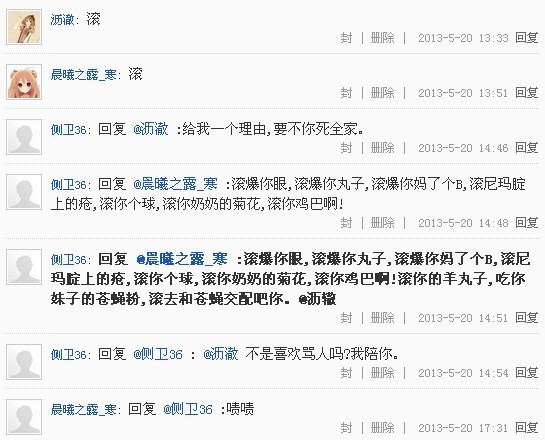 沥澈: 滚
封 | 删除 | 2013-5-20 13:33 回复
晨曦之露_寒: 滚
封 | 删除 | 2013-5-20 13:51 回复
侧卫36: 回复 @沥澈 :给我一个理由,要不你死全家。
封 | 删除 | 2013-5-20 14:46 回复
侧卫36: 回复 @晨曦之露_寒 :滚爆你眼,滚爆你丸子,滚爆你妈了个B,滚尼玛腚
上的疮,滚你个球,滚你奶奶的菊花,滚你鸡巴啊!
封 | 删除 | 2013-5-20 14:48 回复
侧卫36: 回复 @晨曦之露_寒 :滚爆你眼,滚爆你丸子,滚爆你妈了个B,滚尼
玛腚上的疮,滚你个球,滚你奶奶的菊花,滚你鸡巴啊!滚你的羊丸子,吃你
妹子的苍蝇粉,滚去和苍蝇交配吧你。@沥辙
封 | 删除 | 2013-5-20 14:51 回复
侧卫36: 回复 @侧卫36 : @沥澈 不是喜欢骂人吗?我陪你。
封 | 删除 | 2013-5-20 14:54 回复
晨曦之露_寒: 回复 @侧卫36 :啧啧
封 | 删除 | 2013-5-20 17:31 回复